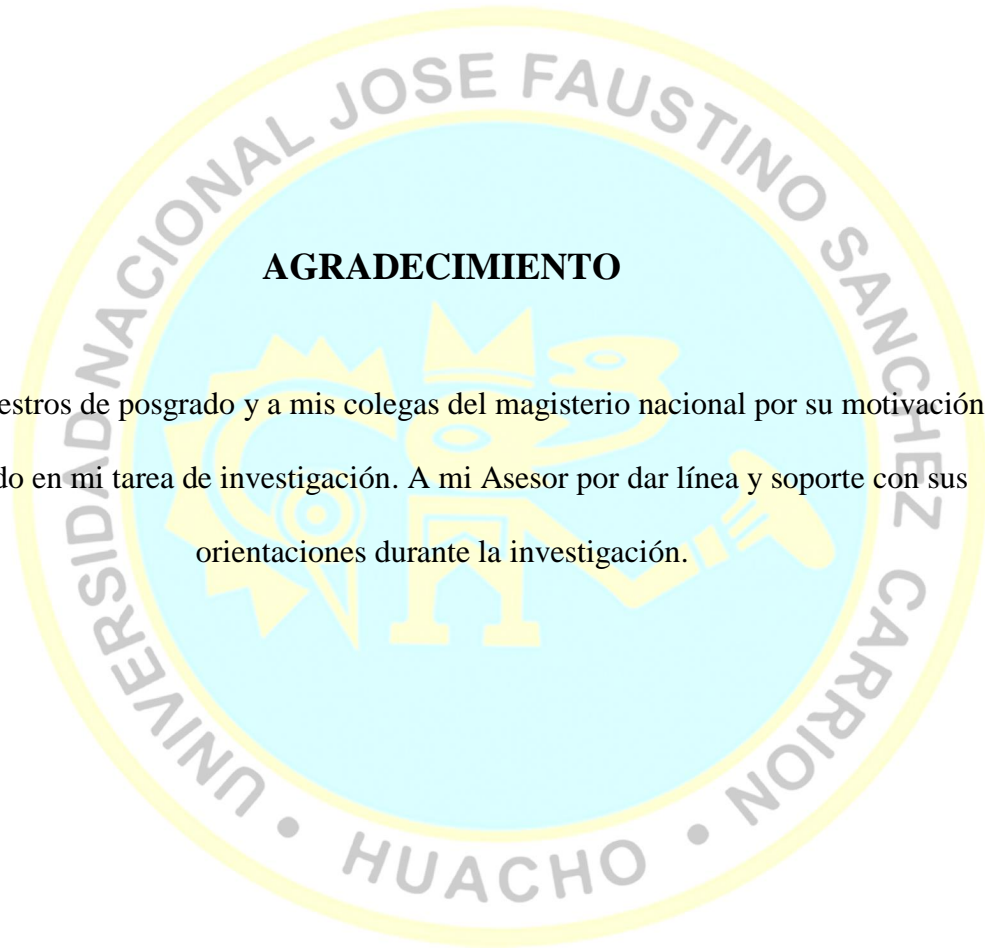 UNIVERSIDAD NACIONAL JOSE FAUSTINO SANCHEZ CARRION • HUACHO •
AGRADECIMIENTO
estros de posgrado y a mis colegas del magisterio nacional por su motivación
do en mi tarea de investigación. A mi Asesor por dar línea y soporte con sus
orientaciones durante la investigación.